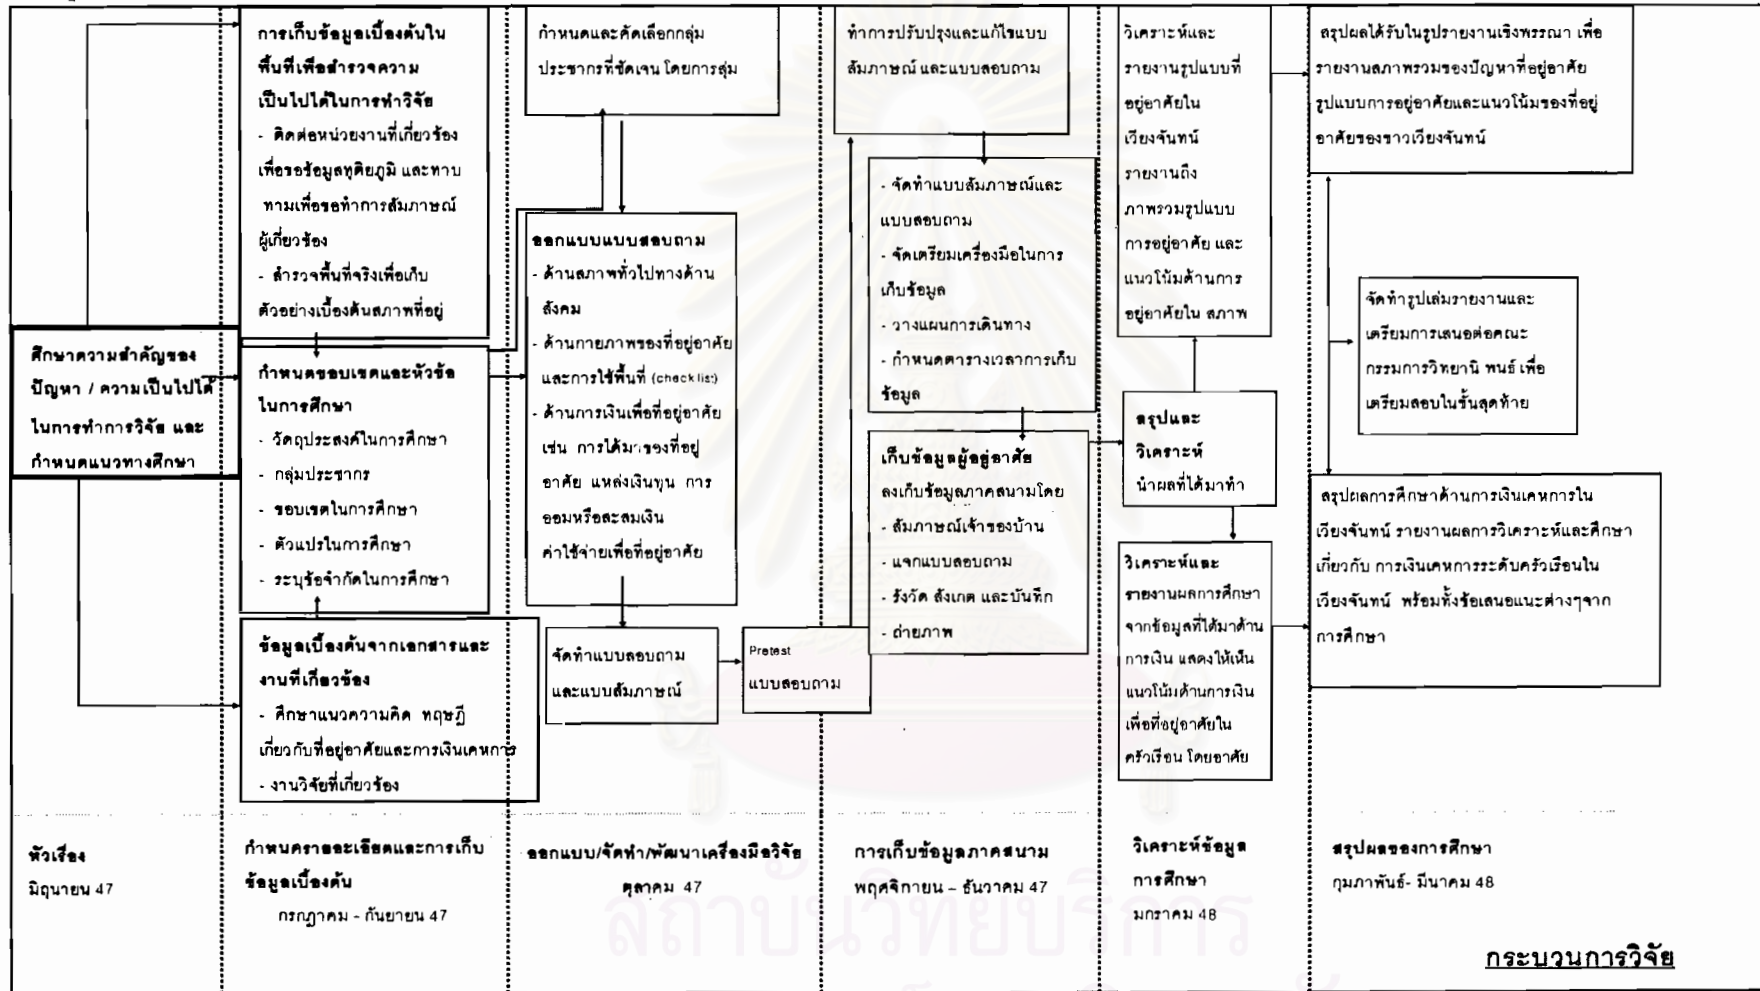 การเก็บข้อมูลเบื้องต้นใน
พื้นที่เพื่อสำรวจความ
เป็นไปได้ในการทำวิจัย
- ติดต่อหน่วยงานที่เกี่ยวข้อง
เพื่อขอข้อมูลทุติยภูมิ และทาบ
ทามเพื่อขอทำการสัมภาษณ์
ผู้เกี่ยวข้อง
- สำรวจพื้นที่จริงเพื่อเก็บ
ตัวอย่างเบื้องต้นสภาพที่อยู่
ศึกษาความสำคัญของ
ปัญหา / ความเป็นไปได้
ในการทำการวิจัย และ
กำหนดแนวทางศึกษา
กำหนดขอบเขตและหัวข้อ
ในการศึกษา
- วัตถุประสงค์ในการศึกษา
- กลุ่มประชากร
- ขอบเขตในการศึกษา
- ตัวแปรในการศึกษา
- ระบุข้อจำกัดในการศึกษา
ข้อมูลเบื้องต้นจากเอกสารและ
งานที่เกี่ยวข้อง
- ศึกษาแนวความคิด ทฤษฎี
เกี่ยวกับที่อยู่อาศัยและการเงินเคหการ
- งานวิจัยที่เกี่ยวข้อง
กำหนดและคัดเลือกกลุ่ม
ประชากรที่ชัดเจน โดยการสุ่ม
ออกแบบแบบสอบถาม
- ด้านสภาพทั่วไปทางด้าน
สังคม
- ด้านกายภาพของที่อยู่อาศัย
และการใช้พื้นที่ (check list)
- ด้านการเงินเพื่อที่อยู่อาศัย
เช่น การได้มาของที่อยู่
อาศัย แหล่งเงินทุน การ
ออมหรือสะสมเงิน
ค่าใช้จ่ายเพื่อที่อยู่อาศัย
จัดทำแบบสอบถาม
และแบบสัมภาษณ์
Pretest
แบบสอบถาม
ทำการปรับปรุงและแก้ไขแบบ
สัมภาษณ์ และแบบสอบถาม
- จัดทำแบบสัมภาษณ์และ
แบบสอบถาม
- จัดเตรียมเครื่องมือในการ
เก็บข้อมูล
- วางแผนการเดินทาง
- กำหนดตารางเวลาการเก็บ
ข้อมูล
เก็บข้อมูลผู้อยู่อาศัย
ลงเก็บข้อมูลภาคสนามโดย
- สัมภาษณ์เจ้าของบ้าน
- แจกแบบสอบถาม
- รังวัด สังเกต และบันทึก
- ถ่ายภาพ
วิเคราะห์และ
รายงานรูปแบบที่
อยู่อาศัยใน
เวียงจันทน์
รายงานถึง
ภาพรวมรูปแบบ
การอยู่อาศัย และ
แนวโน้มด้านการ
อยู่อาศัยใน สภาพ
สรุปและ
วิเคราะห์
นำผลที่ได้มาทำ
วิเคราะห์และ
รายงานผลการศึกษา
จากข้อมูลที่ได้มาด้าน
การเงิน แสดงให้เห็น
แนวโน้มด้านการเงิน
เพื่อที่อยู่อาศัยใน
ครัวเรือน โดยอาศัย
สรุปผลได้รับในรูปรายงานเชิงพรรณา เพื่อ
รายงานสภาพรวมของปัญหาที่อยู่อาศัย
รูปแบบการอยู่อาศัยและแนวโน้มของที่อยู่
อาศัยของชาวเวียงจันทน์
จัดทำรูปเล่มรายงานและ
เตรียมการเสนอต่อคณะ
กรรมการวิทยานิ พนธ์ เพื่อ
เตรียมสอบในขั้นสุดท้าย
สรุปผลการศึกษาด้านการเงินเคหการใน
เวียงจันทน์ รายงานผลการวิเคราะห์และศึกษา
เกี่ยวกับ การเงินเคหการระดับครัวเรือนใน
เวียงจันทน์ พร้อมทั้งข้อเสนอแนะต่างๆจาก
การศึกษา
หัวเรื่อง
มิถุนายน 47
กำหนดรายละเอียดและการเก็บ
ข้อมูลเบื้องต้น
กรกฎาคม - กันยายน 47
ออกแบบ/จัดทำ/พัฒนาเครื่องมือวิจัย
ตุลาคม 47
การเก็บข้อมูลภาคสนาม
พฤศจิกายน – ธันวาคม 47
วิเคราะห์ข้อมูล
การศึกษา
มกราคม 48
สรุปผลของการศึกษา
กุมภาพันธ์- มีนาคม 48
กระบวนการวิจัย
สถาบันวิทยบริการ